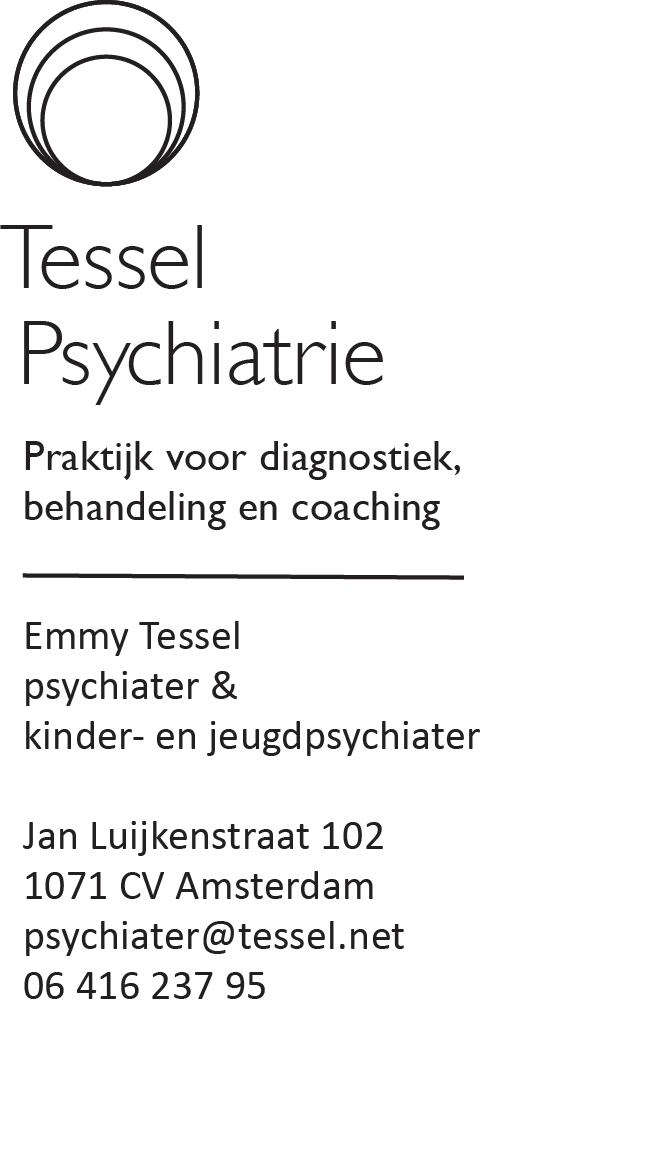 Tessel
Psychiatrie
Praktijk voor diagnostiek,
behandeling en coaching
Emmy Tessel
psychiater &
kinder- en jeugdpsychiater
Jan Luijkenstraat 102
1071 CV Amsterdam
psychiater@tessel.net
06 416 237 95